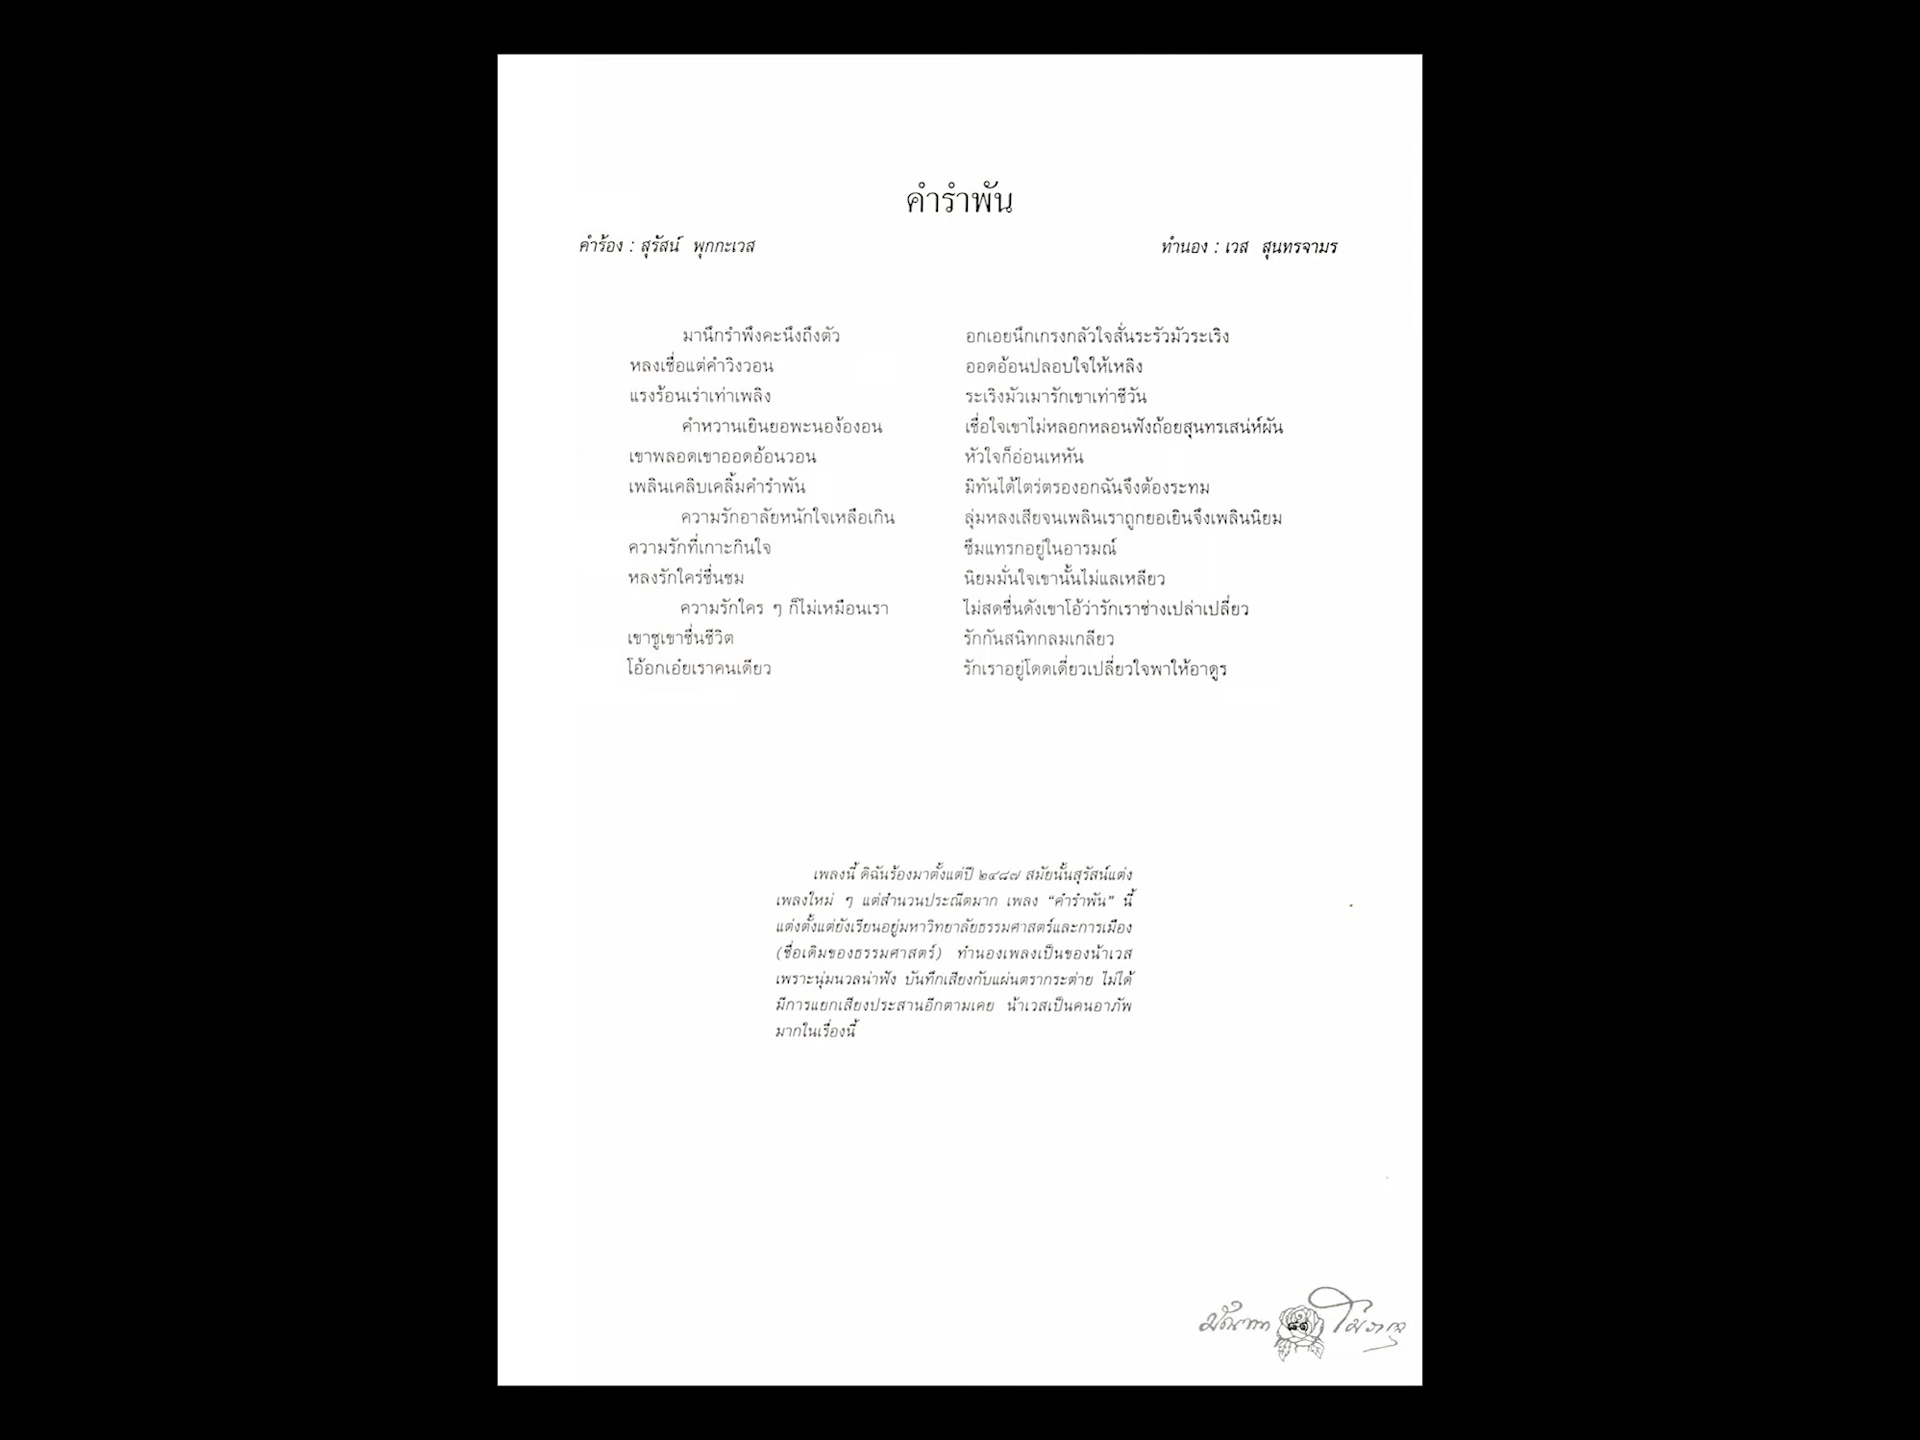 คำรำพัน
คำร้อง : สุรัสน์ พุกกะเวส ทำนอง : เวส สุนทรจามร
มานึกรำพึงคะนึงถึงตัว อกเอยนึกเกรงกลัวใจสั่นระรัวมัวระเริง
หลงเชื่อแต่คำวิงวอน ออดอ้อนปลอบใจให้เหลิง
แรงร้อนเร่าเท่าเพลิง ระเริงมัวเมารักเขาเท่าชีวัน
คำหวานเยินยอพะนอง้องอน เชื่อใจเขาไม่หลอกหลอนฟังถ้อยสุนทรเสน่ห์ผัน
เขาพลอดเขาออดอ้อนวอน หัวใจก็อ่อนเหหัน
เพลินเคลิบเคลิ้มคำรำพัน มิทันได้ไตร่ตรองอกฉันจึงต้องระทม
ความรักอาลัยหนักใจเหลือเกิน ลุ่มหลงเสียจนเพลินเราถูกยอเยินจึงเพลินนิยม
ความรักที่เกาะกินใจ ซึมแทรกอยู่ในอารมณ์
หลงรักใคร่ชื่นชม นิยมมั่นใจเขานั้นไม่แลเหลียว
ความรักใคร ๆ ก็ไม่เหมือนเรา ไม่สดชื่นดังเขาโอ้ว่ารักเราช่างเปล่าเปลี่ยว
เขาชูเขาชื่นชีวิต รักกันสนิทกลมเกลียว
โอ้อกเอ๋ยเราคนเดียว รักเราอยู่โดดเดี่ยวเปลี่ยวใจพาให้อาดูร
เพลงนี้ ดิฉันร้องมาตั้งแต่ปี ๒๔๘๗ สมัยนั้นสุรัสน์แต่ง
เพลงใหม่ ๆ แต่สำนวนประณีตมาก เพลง “คำรำพัน” นี้
แต่งตั้งแต่ยังเรียนอยู่มหาวิทยาลัยธรรมศาสตร์และการเมือง
(ชื่อเดิมของธรรมศาสตร์) ทำนองเพลงเป็นของน้าเวส
เพราะนุ่มนวลน่าฟัง บันทึกเสียงกับแผ่นตรากระต่าย ไม่ได้
มีการแยกเสียงประสานอีกตามเคย น้าเวสเป็นคนอาภัพ
มากในเรื่องนี้
มัณฑนา โมรากุล